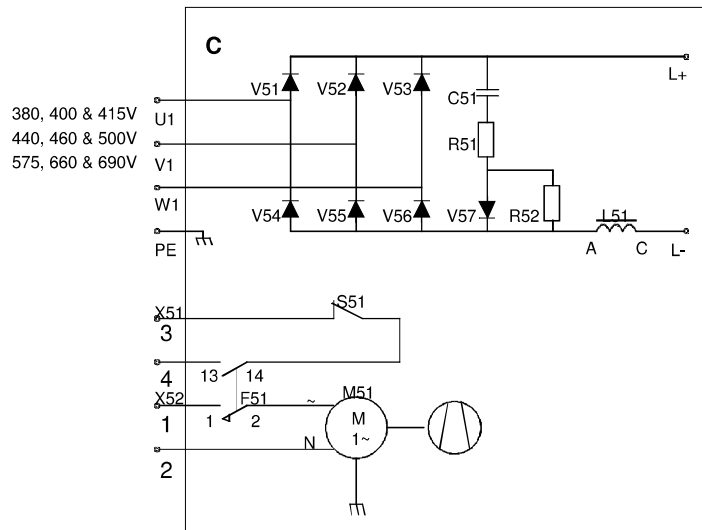 C
L+
V51 V52 V53
C51
380, 400 & 415V
U1
440, 460 & 500V
R51
V1
575, 660 & 690V
W1
V54 V55 V56 V57 R52 L51
PE
A C L-
X51
S51
3
4 13 14
X52 F51 M51
1 1 2 ~
M
1~
N
2